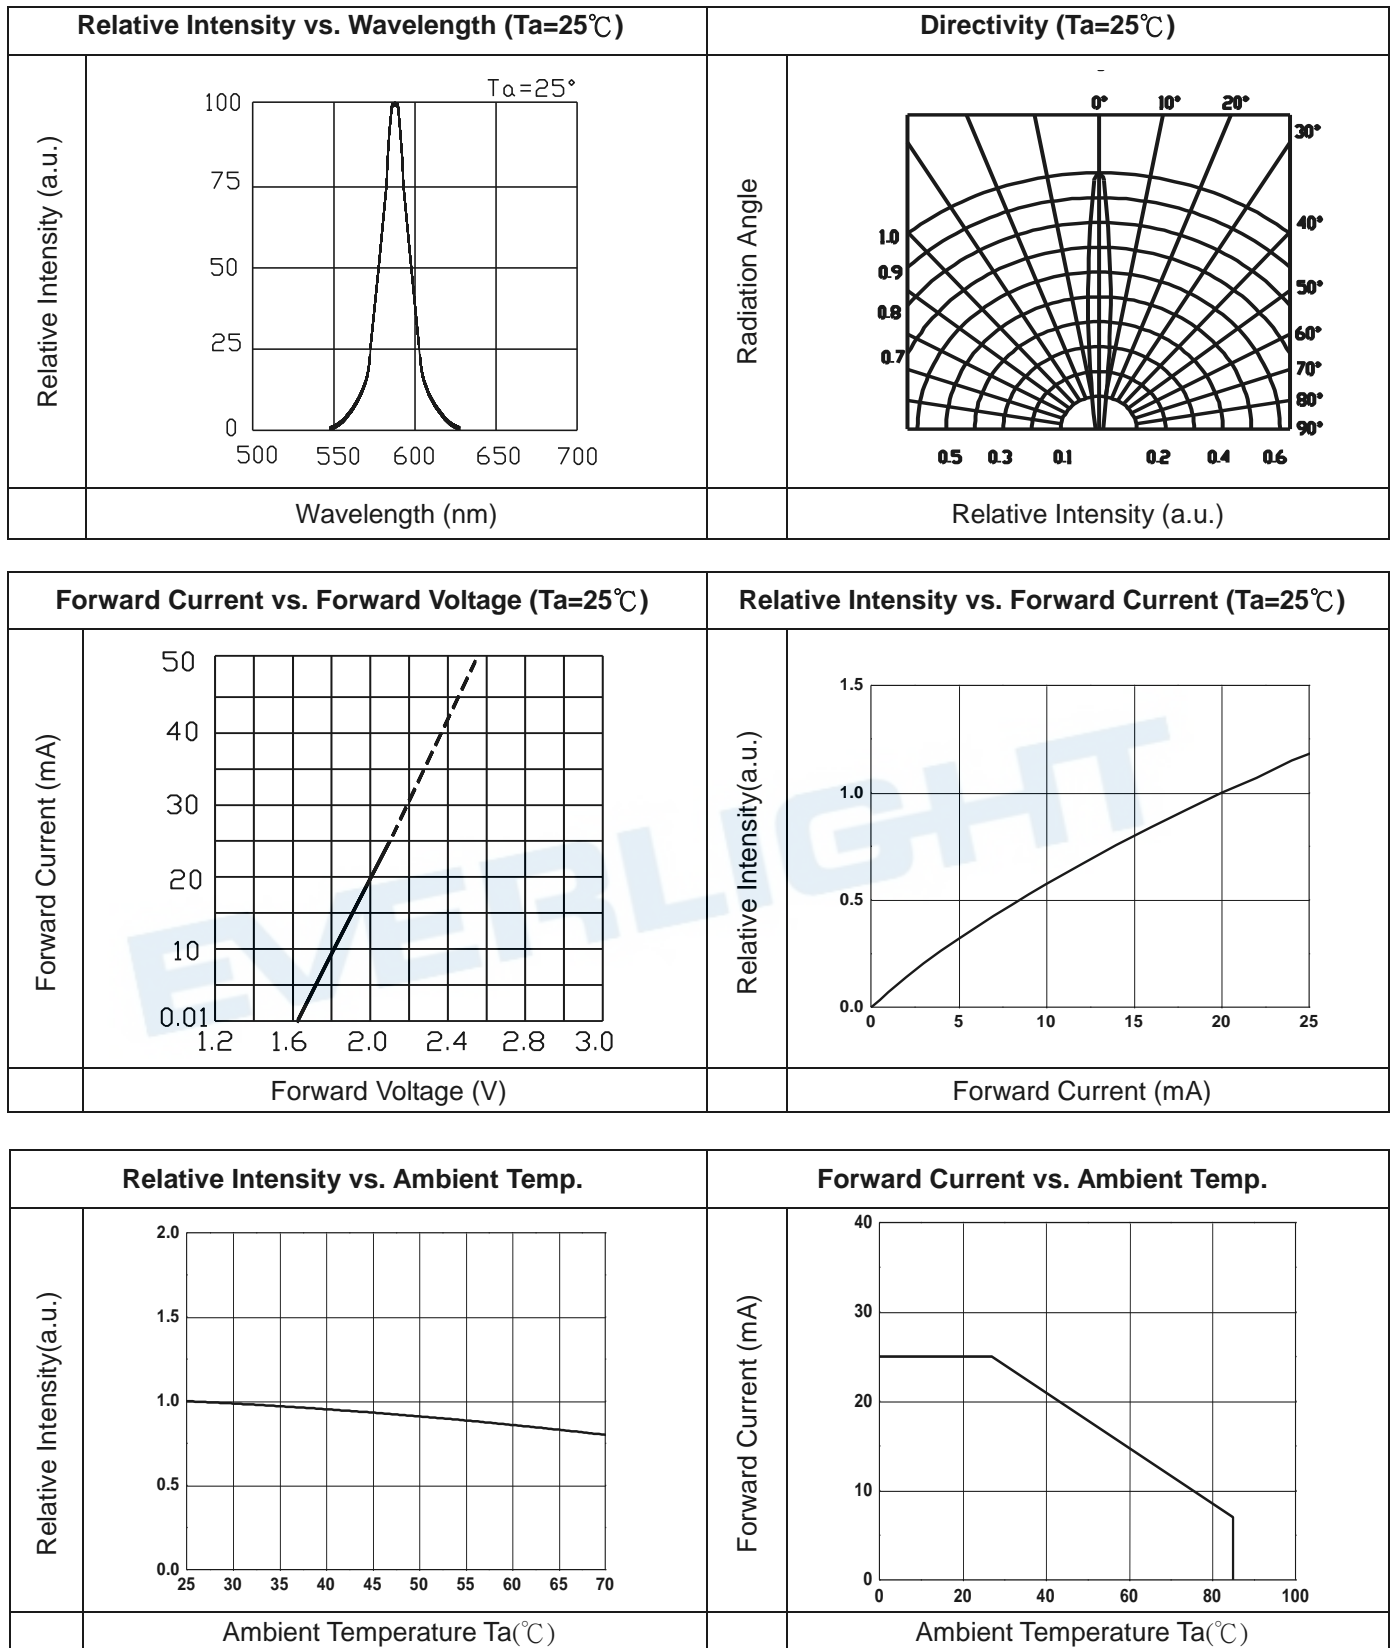 Relative Intensity vs. Wavelength (Ta=25℃)
Directivity (Ta=25℃)
Relative Intensity (a.u.)
Ta=25°
100
75
50
25
0
500 550 600 650 700
Wavelength (nm)
Radiation Angle
0° 10° 20°
30°
40°
50°
60°
70°
80°
90°
1.0
0.9
0.8
0.7
0.5 0.3 0.1 0.2 0.4 0.6
Relative Intensity (a.u.)
Forward Current vs. Forward Voltage (Ta=25℃)
Relative Intensity vs. Forward Current (Ta=25℃)
Forward Current (mA)
50
40
30
20
10
0.01
1.2 1.6 2.0 2.4 2.8 3.0
Forward Voltage (V)
Relative Intensity(a.u.)
1.5
1.0
0.5
0.0
0 5 10 15 20 25
Forward Current (mA)
EVERLIGHT
Relative Intensity vs. Ambient Temp.
Forward Current vs. Ambient Temp.
Relative Intensity(a.u.)
2.0
1.5
1.0
0.5
0.0
25 30 35 40 45 50 55 60 65 70
Ambient Temperature Ta(℃)
Forward Current (mA)
40
30
20
10
0
0 20 40 60 80 100
Ambient Temperature Ta(℃)